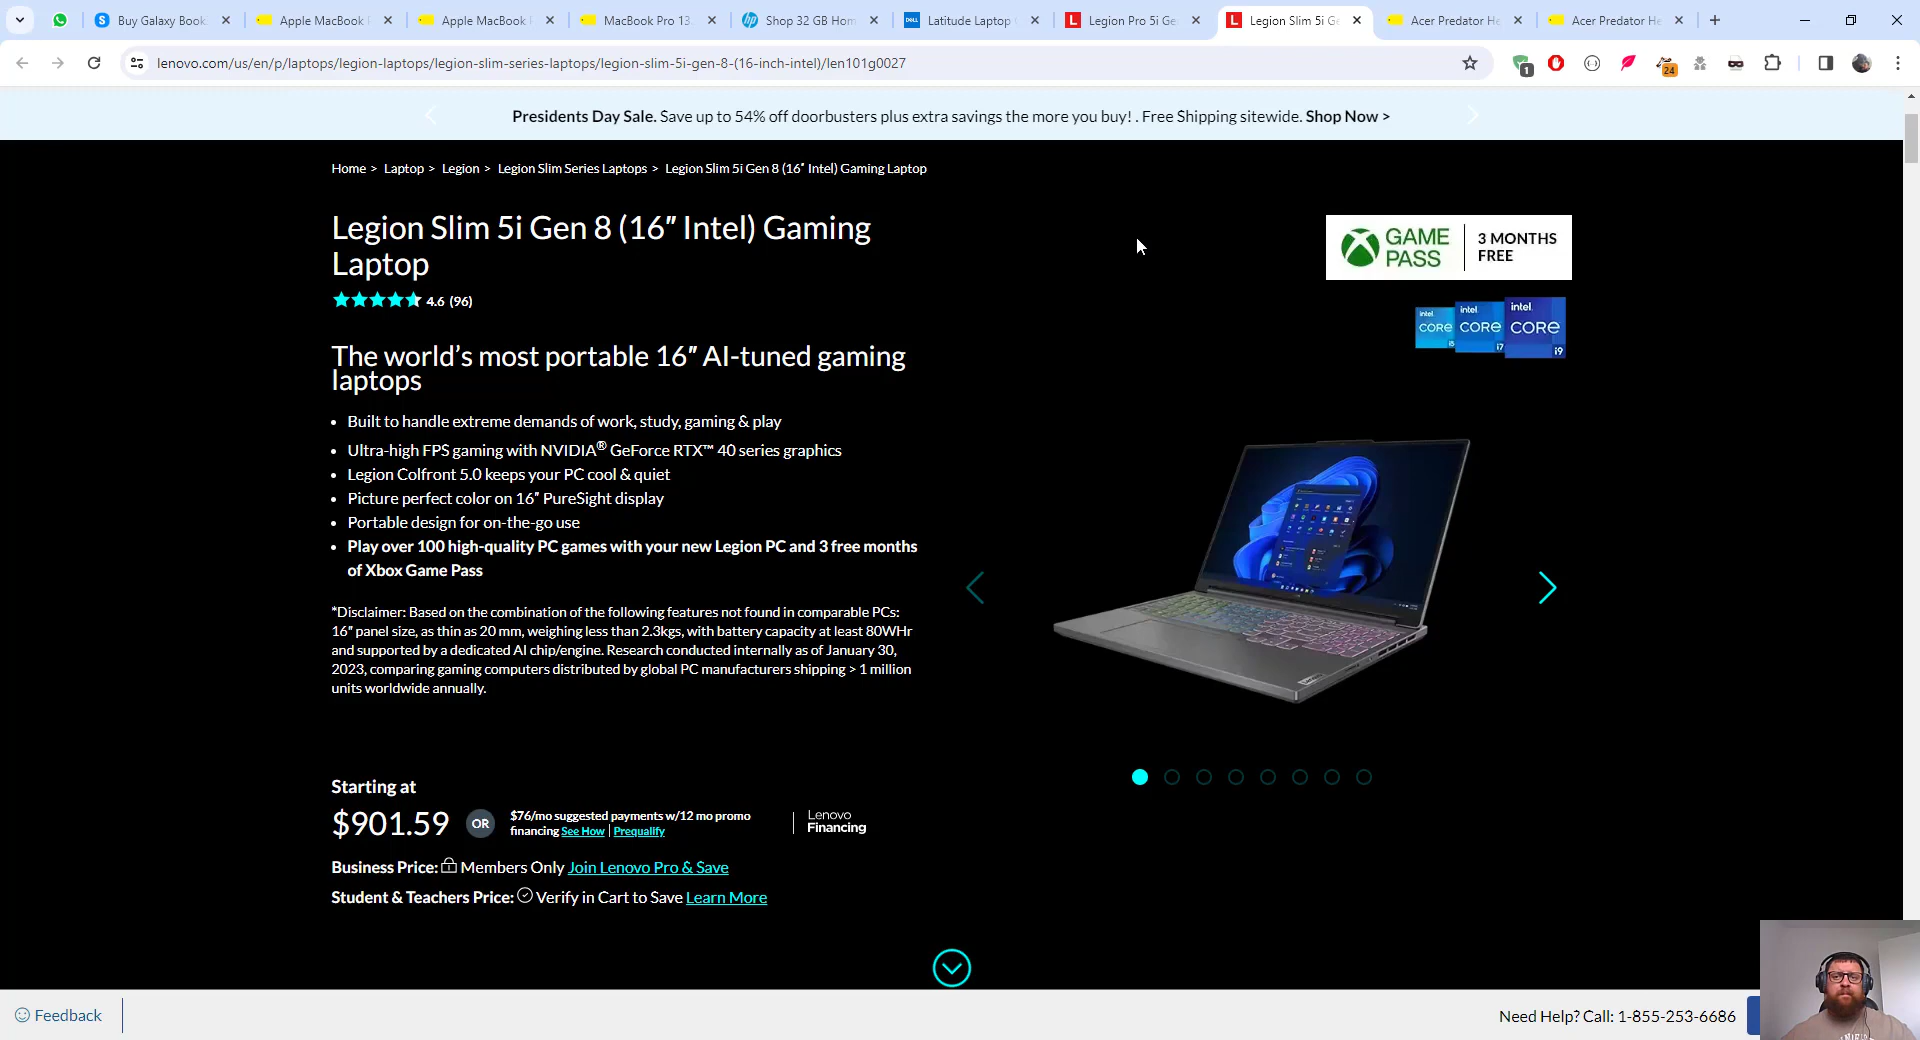 Buy Galaxy Book
Apple MacBook
Apple MacBook
MacBook Pro 13
Shop 32 GB Hom
Latitude Laptop
Legion Pro 5i Ge
Legion Slim 5i Ge
Acer Predator He
Acer Predator He
lenovo.com/us/en/p/laptops/legion-laptops/legion-slim-series-laptops/legion-slim-5i-gen-8-(16-inch-intel)/len101g0027
1
24
Presidents Day Sale. Save up to 54% off doorbusters plus extra savings the more you buy! . Free Shipping sitewide. Shop Now >
Home > Laptop > Legion > Legion Slim Series Laptops > Legion Slim 5i Gen 8 (16″ Intel) Gaming Laptop
Legion Slim 5i Gen 8 (16″ Intel) Gaming
Laptop
4.6 (96)
The world's most portable 16″ AI-tuned gaming
laptops
• Built to handle extreme demands of work, study, gaming & play
• Ultra-high FPS gaming with NVIDIA® GeForce RTX™ 40 series graphics
• Legion Colfront 5.0 keeps your PC cool & quiet
• Picture perfect color on 16″ PureSight display
• Portable design for on-the-go use
• Play over 100 high-quality PC games with your new Legion PC and 3 free months
of Xbox Game Pass
*Disclaimer: Based on the combination of the following features not found in comparable PCs:
16″ panel size, as thin as 20 mm, weighing less than 2.3kgs, with battery capacity at least 80WHr
and supported by a dedicated AI chip/engine. Research conducted internally as of January 30,
2023, comparing gaming computers distributed by global PC manufacturers shipping > 1 million
units worldwide annually.
Starting at
$901.59 OR
$76/mo suggested payments w/12 mo promo
financing See How | Prequalify
Lenovo
Financing
Business Price: Members Only Join Lenovo Pro & Save
Student & Teachers Price: Verify in Cart to Save Learn More
GAME
PASS
3 MONTHS
FREE
intel
CORE
i5
intel
CORE
i7
intel
CORE
i9
Feedback
Need Help? Call: 1-855-253-6686